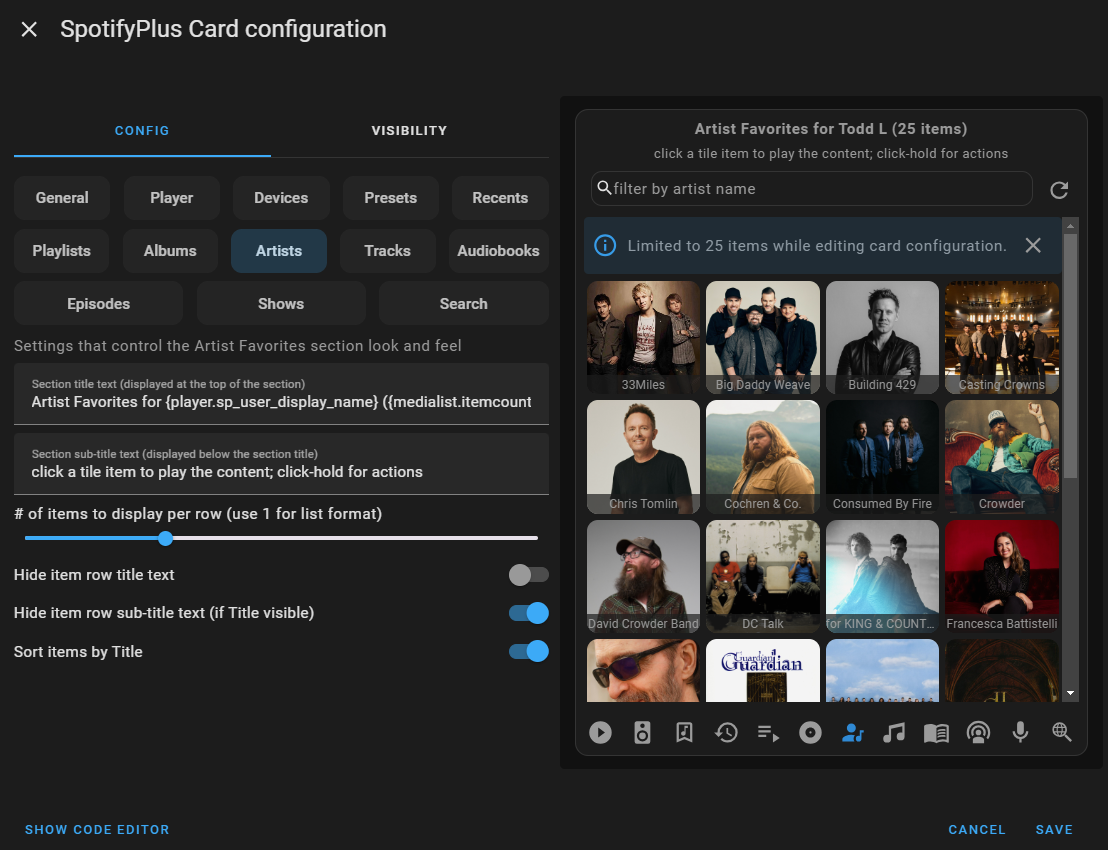 SpotifyPlus Card configuration
CONFIG
VISIBILITY
General
Player
Devices
Presets
Recents
Playlists
Albums
Artists
Tracks
Audiobooks
Episodes
Shows
Search
Settings that control the Artist Favorites section look and feel
Section title text (displayed at the top of the section)
Artist Favorites for {player.sp_user_display_name} ({medialist.itemcount
Section sub-title text (displayed below the section title)
click a tile item to play the content; click-hold for actions
# of items to display per row (use 1 for list format)
Hide item row title text
Hide item row sub-title text (if Title visible)
Sort items by Title
Artist Favorites for Todd L (25 items)
click a tile item to play the content; click-hold for actions
filter by artist name
Limited to 25 items while editing card configuration.
33Miles
Big Daddy Weave
Building 429
Casting Crowns
Chris Tomlin
Cochren & Co.
Consumed By Fire
Crowder
David Crowder Band
DC Talk
for KING & COUNT...
Francesca Battistelli
Guardian
Guardian
SHOW CODE EDITOR
CANCEL
SAVE